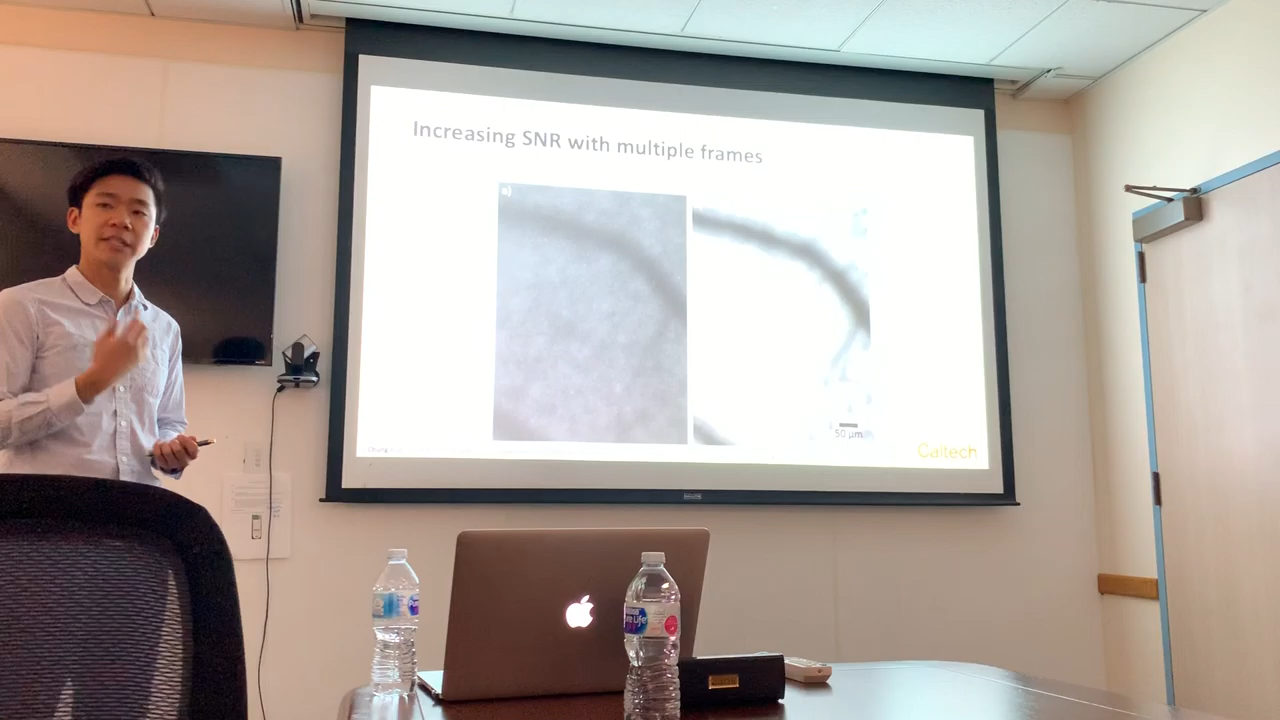 Increasing SNR with multiple frames
a)
50 µm
Caltech
Pure Life